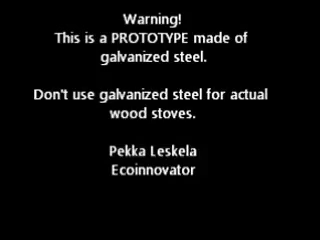 Warning!
This is a PROTOTYPE made of
galvanized steel.
Don't use galvanized steel for actual
wood stoves.
Pekka Leskela
Ecoinnovator